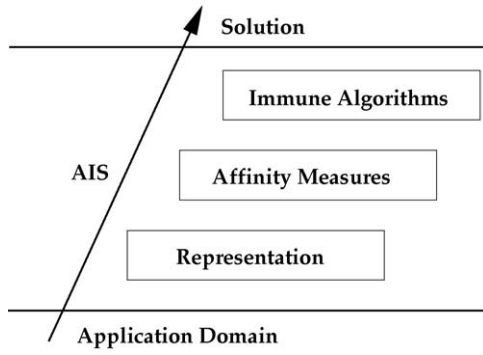 Solution
Immune Algorithms
Affinity Measures
AIS
Representation
Application Domain